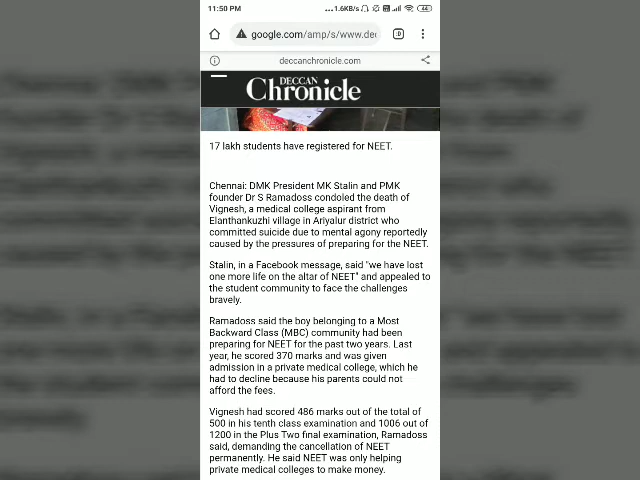 11:50 PM
...1.6KB/s
44
google.com/amp/s/www.dec
:D
deccanchronicle.com
DECCAN
Chronicle
17 lakh students have registered for NEET.
Chennai: DMK President MK Stalin and PMK
founder Dr S Ramadoss condoled the death of
Vignesh, a medical college aspirant from
Elanthankuzhi village in Ariyalur district who
committed suicide due to mental agony reportedly
caused by the pressures of preparing for the NEET.
Stalin, in a Facebook message, said "we have lost
one more life on the altar of NEET" and appealed to
the student community to face the challenges
bravely.
Ramadoss said the boy belonging to a Most
Backward Class (MBC) community had been
preparing for NEET for the past two years. Last
year, he scored 370 marks and was given
admission in a private medical college, which he
had to decline because his parents could not
afford the fees.
Vignesh had scored 486 marks out of the total of
500 in his tenth class examination and 1006 out of
1200 in the Plus Two final examination, Ramadoss
said, demanding the cancellation of NEET
permanently. He said NEET was only helping
private medical colleges to make money.